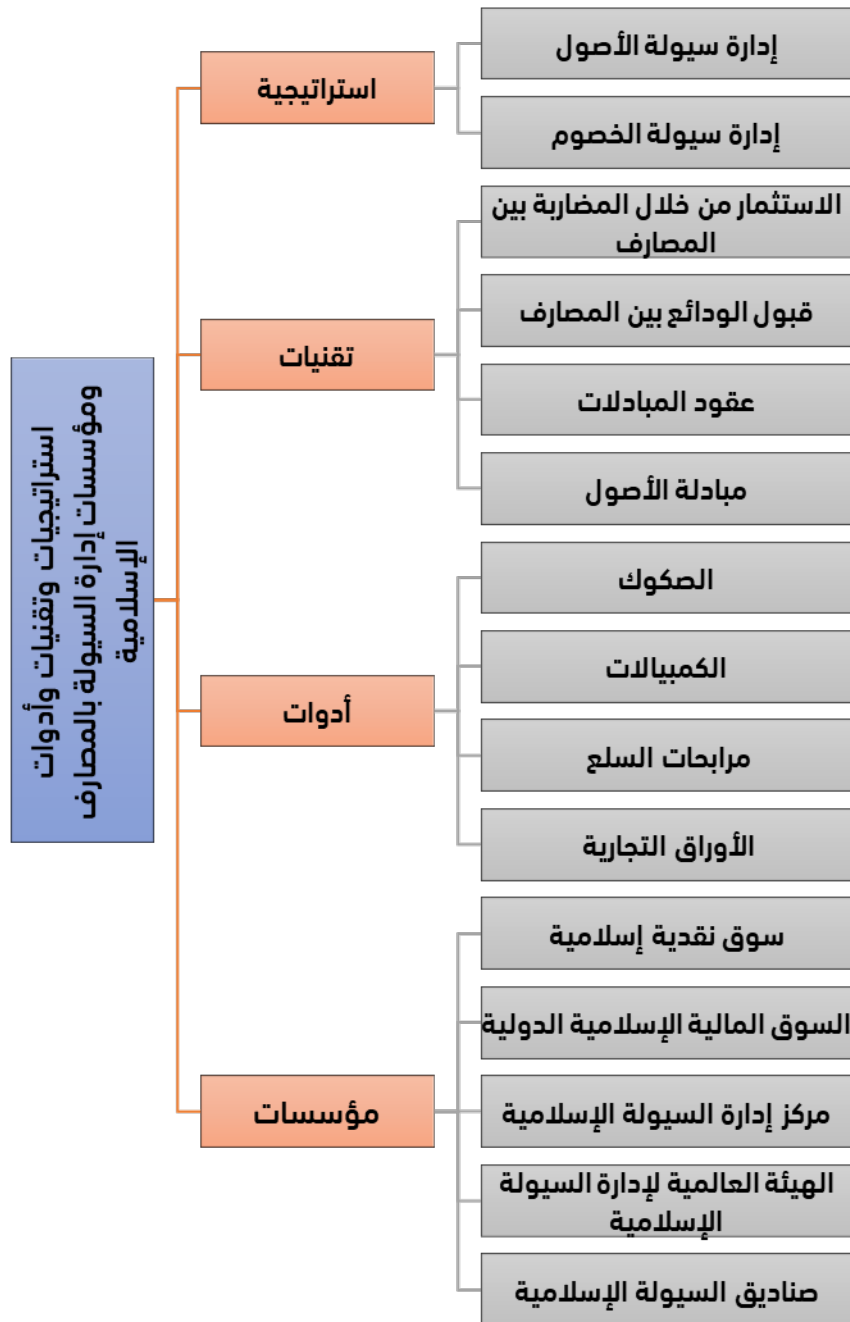 استراتيجيات وتقنيات وأدوات
ومؤسسات إدارة السيولة بالمصارف
الإسلامية
استراتيجية
إدارة سيولة الأصول
إدارة سيولة الخصوم
تقنيات
الاستثمار من خلال المضاربة بين
المصارف
قبول الودائع بين المصارف
عقود المبادلات
مبادلة الأصول
أدوات
الصكوك
الكمبيالات
مرابحات السلع
الأوراق التجارية
مؤسسات
سوق نقدية إسلامية
السوق المالية الإسلامية الدولية
مركز إدارة السيولة الإسلامية
الهيئة العالمية لإدارة السيولة
الإسلامية
صناديق السيولة الإسلامية